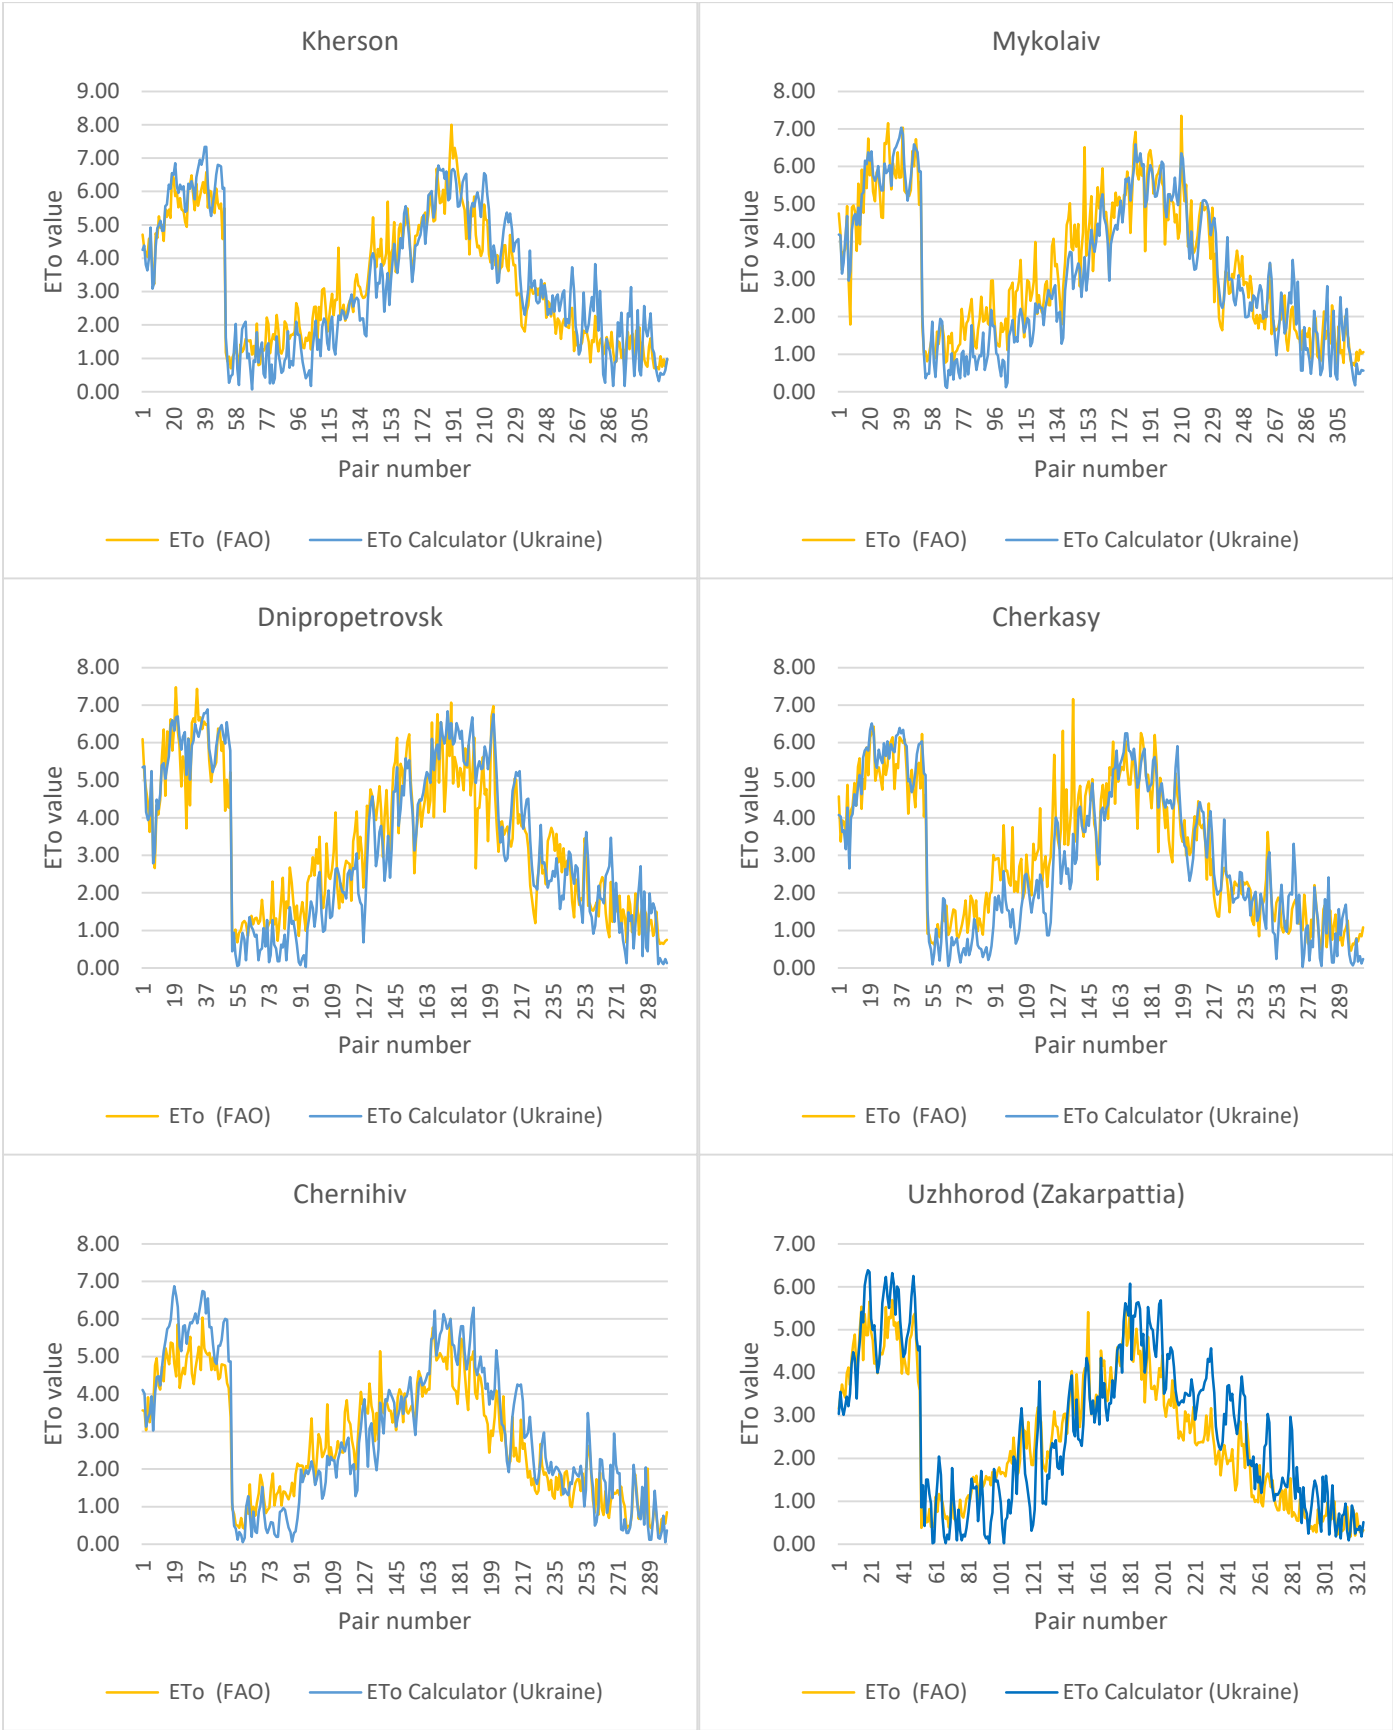 Kherson
ETo value
9.00
8.00
7.00
6.00
5.00
4.00
3.00
2.00
1.00
0.00
1 20 39 58 77 96 115 134 153 172 191 210 229 248 267 286 305
Pair number
ETo (FAO) ETo Calculator (Ukraine)
Mykolaiv
ETo value
8.00
7.00
6.00
5.00
4.00
3.00
2.00
1.00
0.00
1 20 39 58 77 96 115 134 153 172 191 210 229 248 267 286 305
Pair number
ETo (FAO) ETo Calculator (Ukraine)
Dnipropetrovsk
ETo value
8.00
7.00
6.00
5.00
4.00
3.00
2.00
1.00
0.00
1 19 37 55 73 91 109 127 145 163 181 199 217 235 253 271 289
Pair number
ETo (FAO) ETo Calculator (Ukraine)
Cherkasy
ETo value
8.00
7.00
6.00
5.00
4.00
3.00
2.00
1.00
0.00
1 19 37 55 73 91 109 127 145 163 181 199 217 235 253 271 289
Pair number
ETo (FAO) ETo Calculator (Ukraine)
Chernihiv
ETo value
8.00
7.00
6.00
5.00
4.00
3.00
2.00
1.00
0.00
1 19 37 55 73 91 109 127 145 163 181 199 217 235 253 271 289
Pair number
ETo (FAO) ETo Calculator (Ukraine)
Uzhhorod (Zakarpattia)
ETo value
7.00
6.00
5.00
4.00
3.00
2.00
1.00
0.00
1 21 41 61 81 101 121 141 161 181 201 221 241 261 281 301 321
Pair number
ETo (FAO) ETo Calculator (Ukraine)